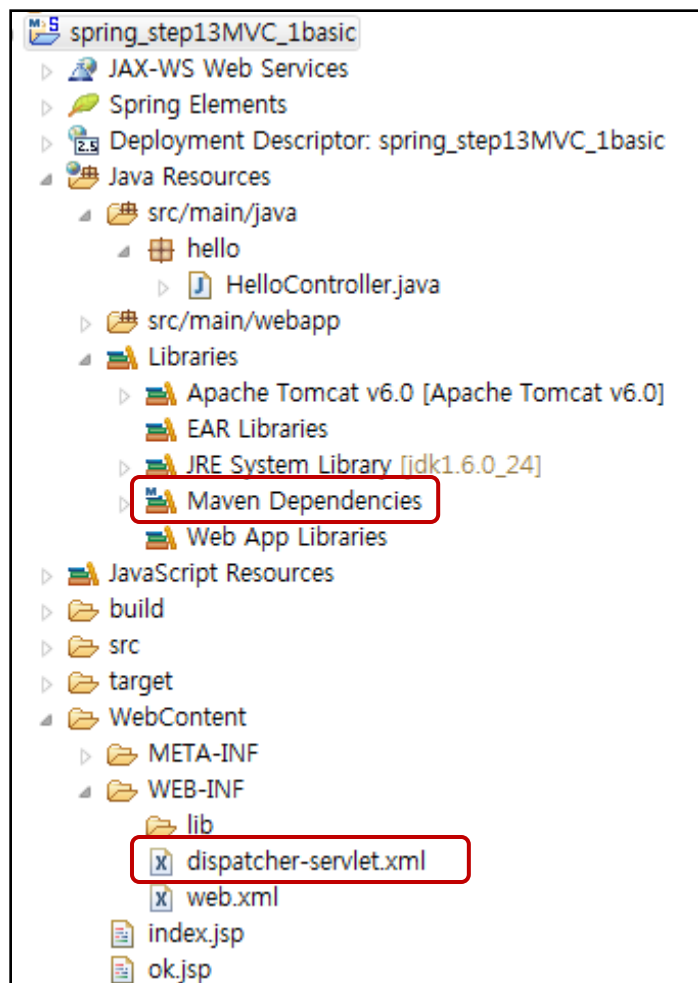 spring_step13MVC_1basic
JAX-WS Web Services
Spring Elements
Deployment Descriptor: spring_step13MVC_1basic
Java Resources
src/main/java
hello
HelloController.java
src/main/webapp
Libraries
Apache Tomcat v6.0 [Apache Tomcat v6.0]
EAR Libraries
JRE System Library [jdk1.6.0_24]
Maven Dependencies
Web App Libraries
JavaScript Resources
build
src
target
WebContent
META-INF
WEB-INF
lib
dispatcher-servlet.xml
web.xml
index.jsp
ok.jsp